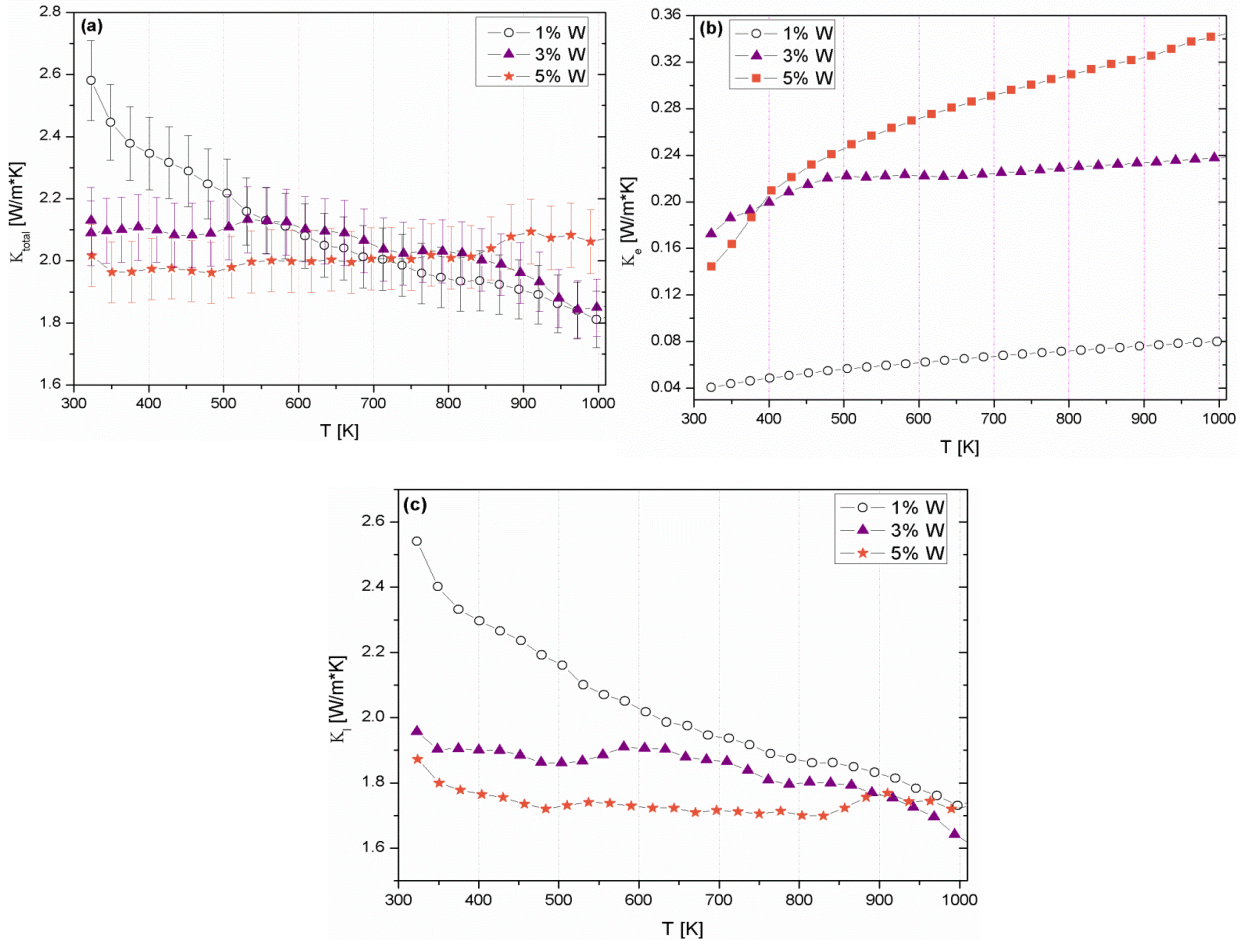 (a)
1% W
3% W
5% W
2.8
2.6
2.4
2.2
2.0
1.8
1.6
Κtotal [W/m*K]
300 400 500 600 700 800 900 1000
T [K]
(b)
1% W
3% W
5% W
0.36
0.32
0.28
0.24
0.20
0.16
0.12
0.08
0.04
Κe [W/m*K]
300 400 500 600 700 800 900 1000
T [K]
(c)
1% W
3% W
5% W
2.6
2.4
2.2
2.0
1.8
1.6
Κl [W/m*K]
300 400 500 600 700 800 900 1000
T [K]